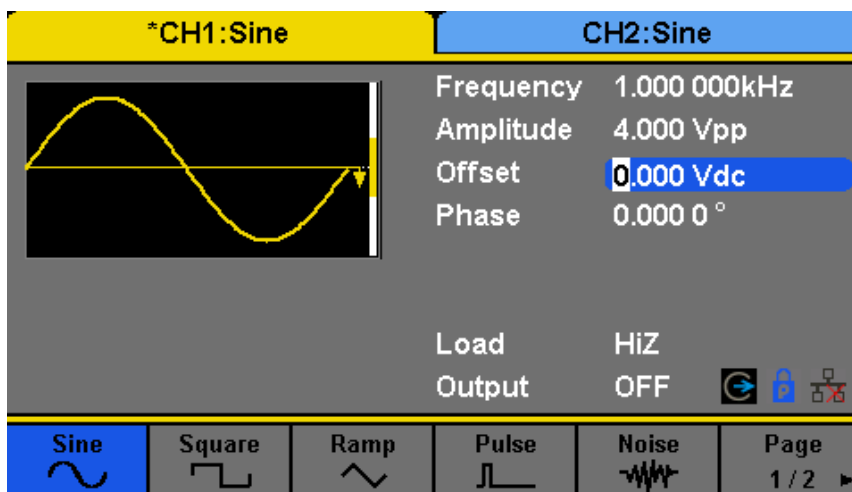 *CH1:Sine
CH2:Sine
Frequency 1.000 000kHz
Amplitude 4.000 Vpp
Offset 0.000 Vdc
Phase 0.000 0 °
Load HiZ
Output OFF
P
Sine Square Ramp Pulse Noise Page
1 / 2